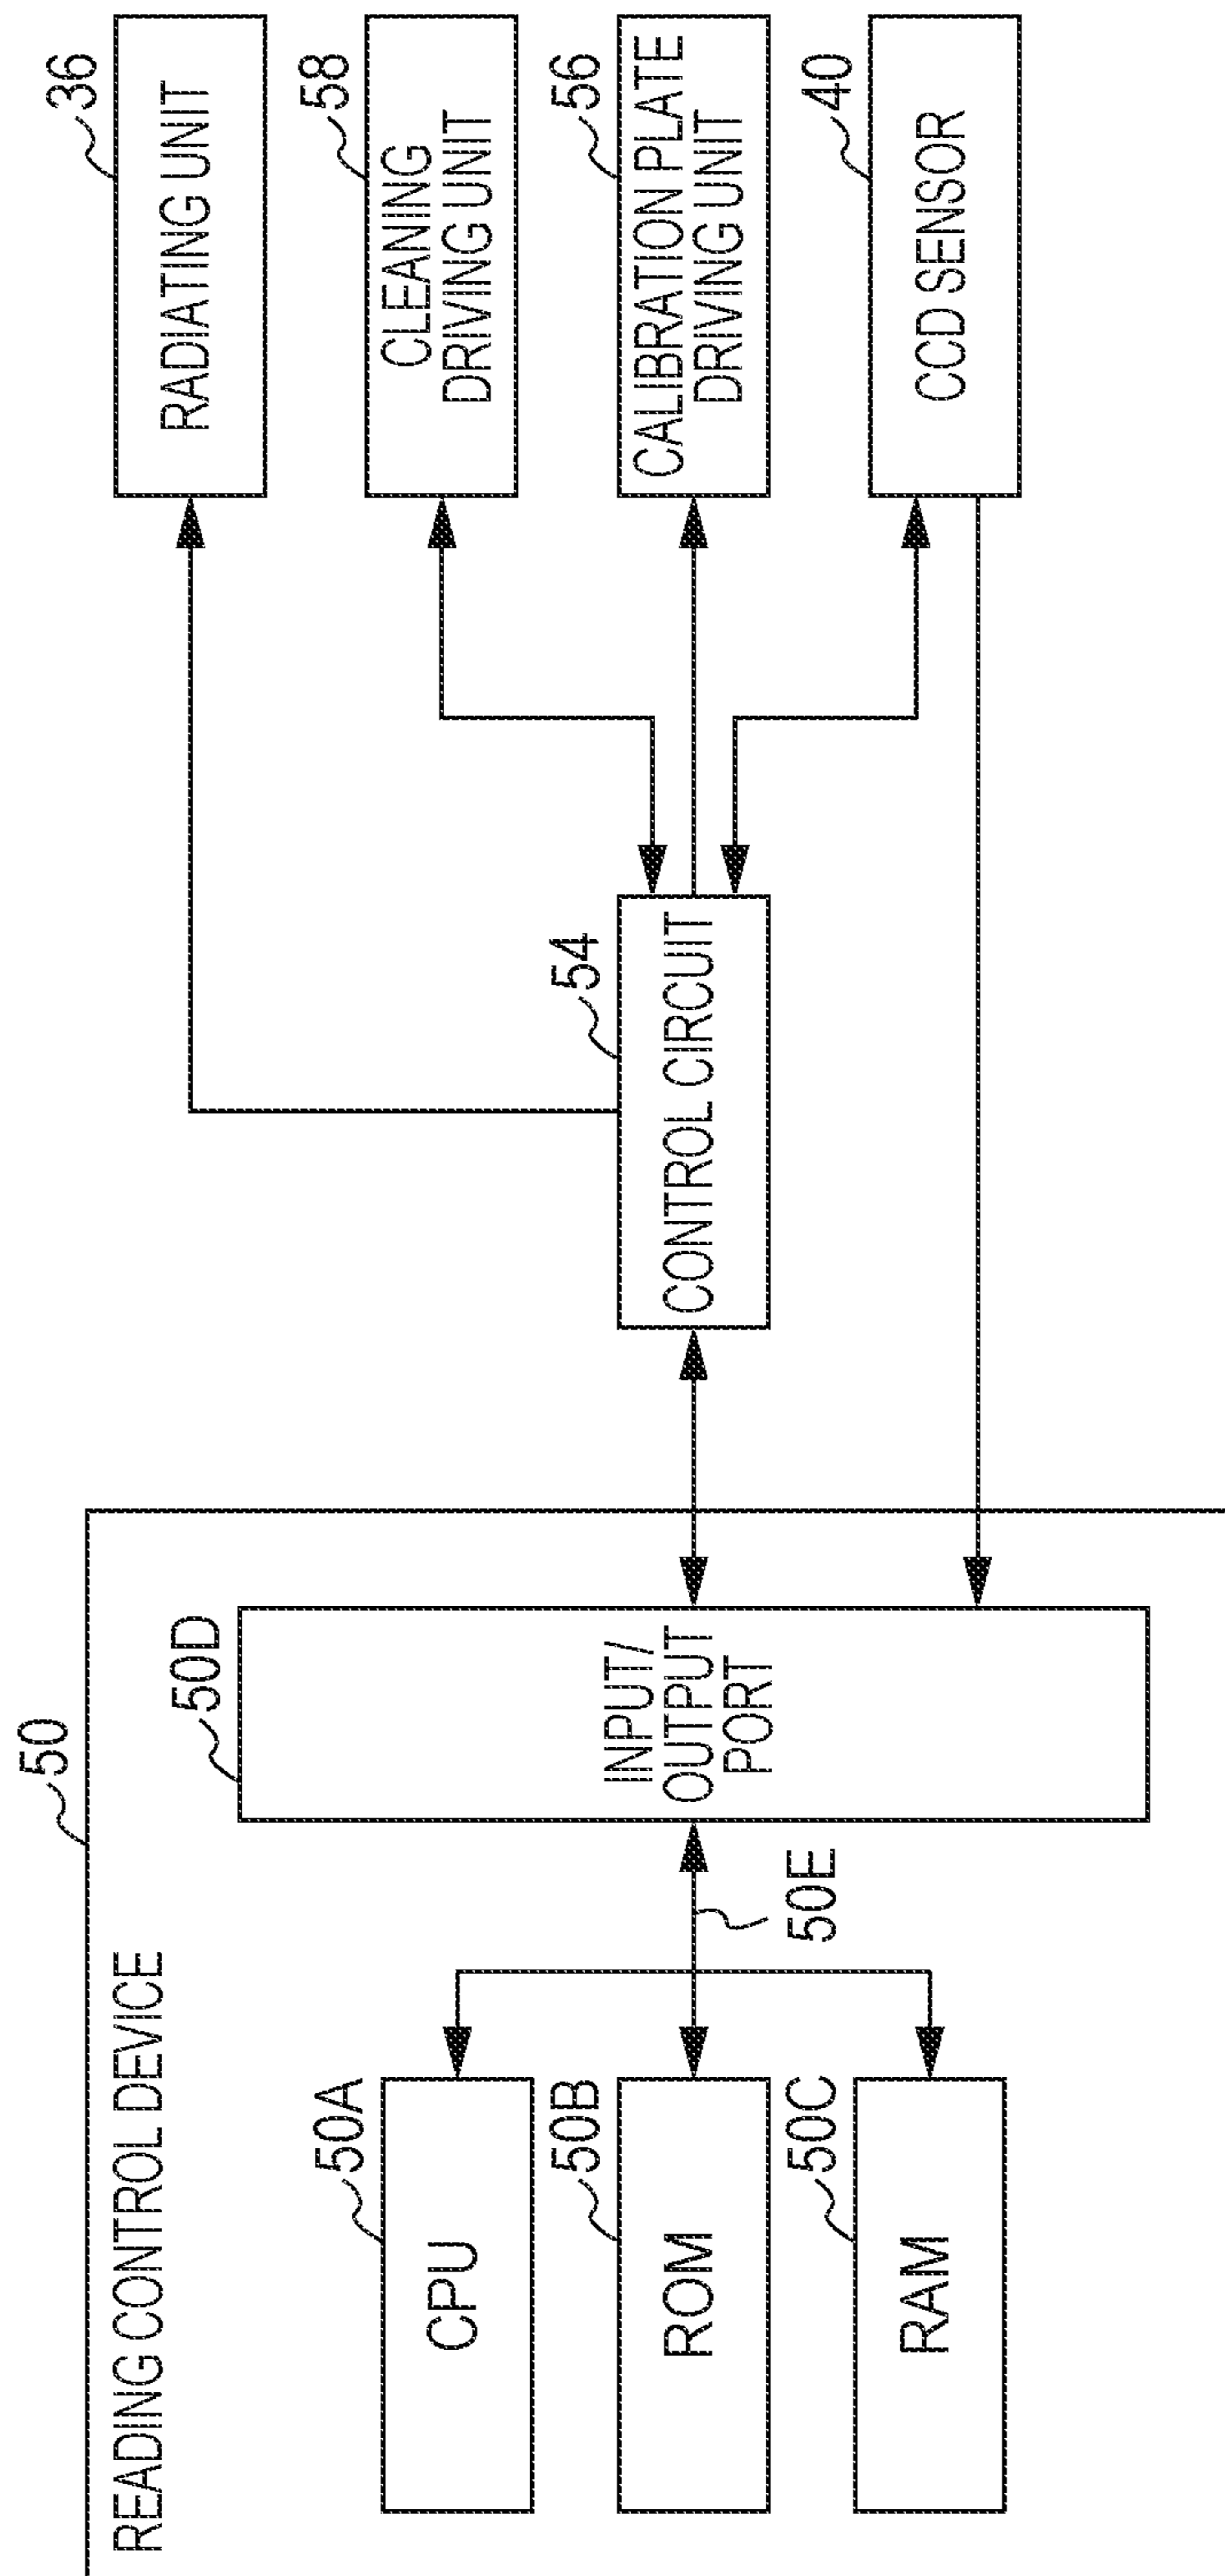 50
READING CONTROL DEVICE
50A
CPU
50B
ROM
50C
RAM
50D
INPUT/
OUTPUT
PORT
50E
54
CONTROL CIRCUIT
36
RADIATING UNIT
58
CLEANING
DRIVING UNIT
56
CALIBRATION PLATE
DRIVING UNIT
40
CCD SENSOR